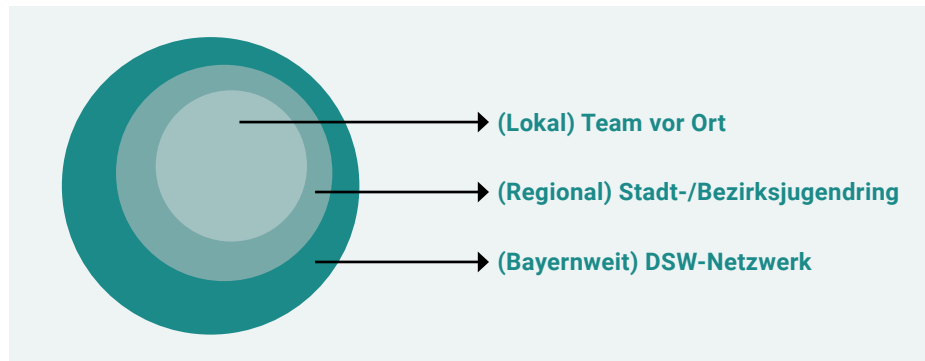 (Lokal) Team vor Ort
(Regional) Stadt-/Bezirksjugendring
(Bayernweit) DSW-Netzwerk